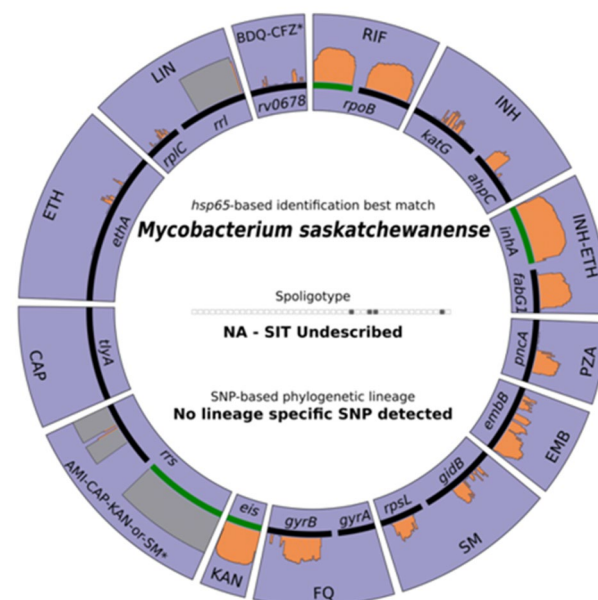 BDQ-CFZ*
rv0678
RIF
rpoB
INH
katG
ahpC
INH-ETH
inhA
fabG1
PZA
pncA
EMB
embB
SM
gidB
rpsL
FQ
gyrA
gyrB
KAN
eis
AMI-CAP-KAN-or-SM*
rrs
CAP
tlyA
ETH
ethA
LIN
rplC
rrl
hsp65-based identification best match
Mycobacterium saskatchewanense
Spoligotype
NA - SIT Undescribed
SNP-based phylogenetic lineage
No lineage specific SNP detected